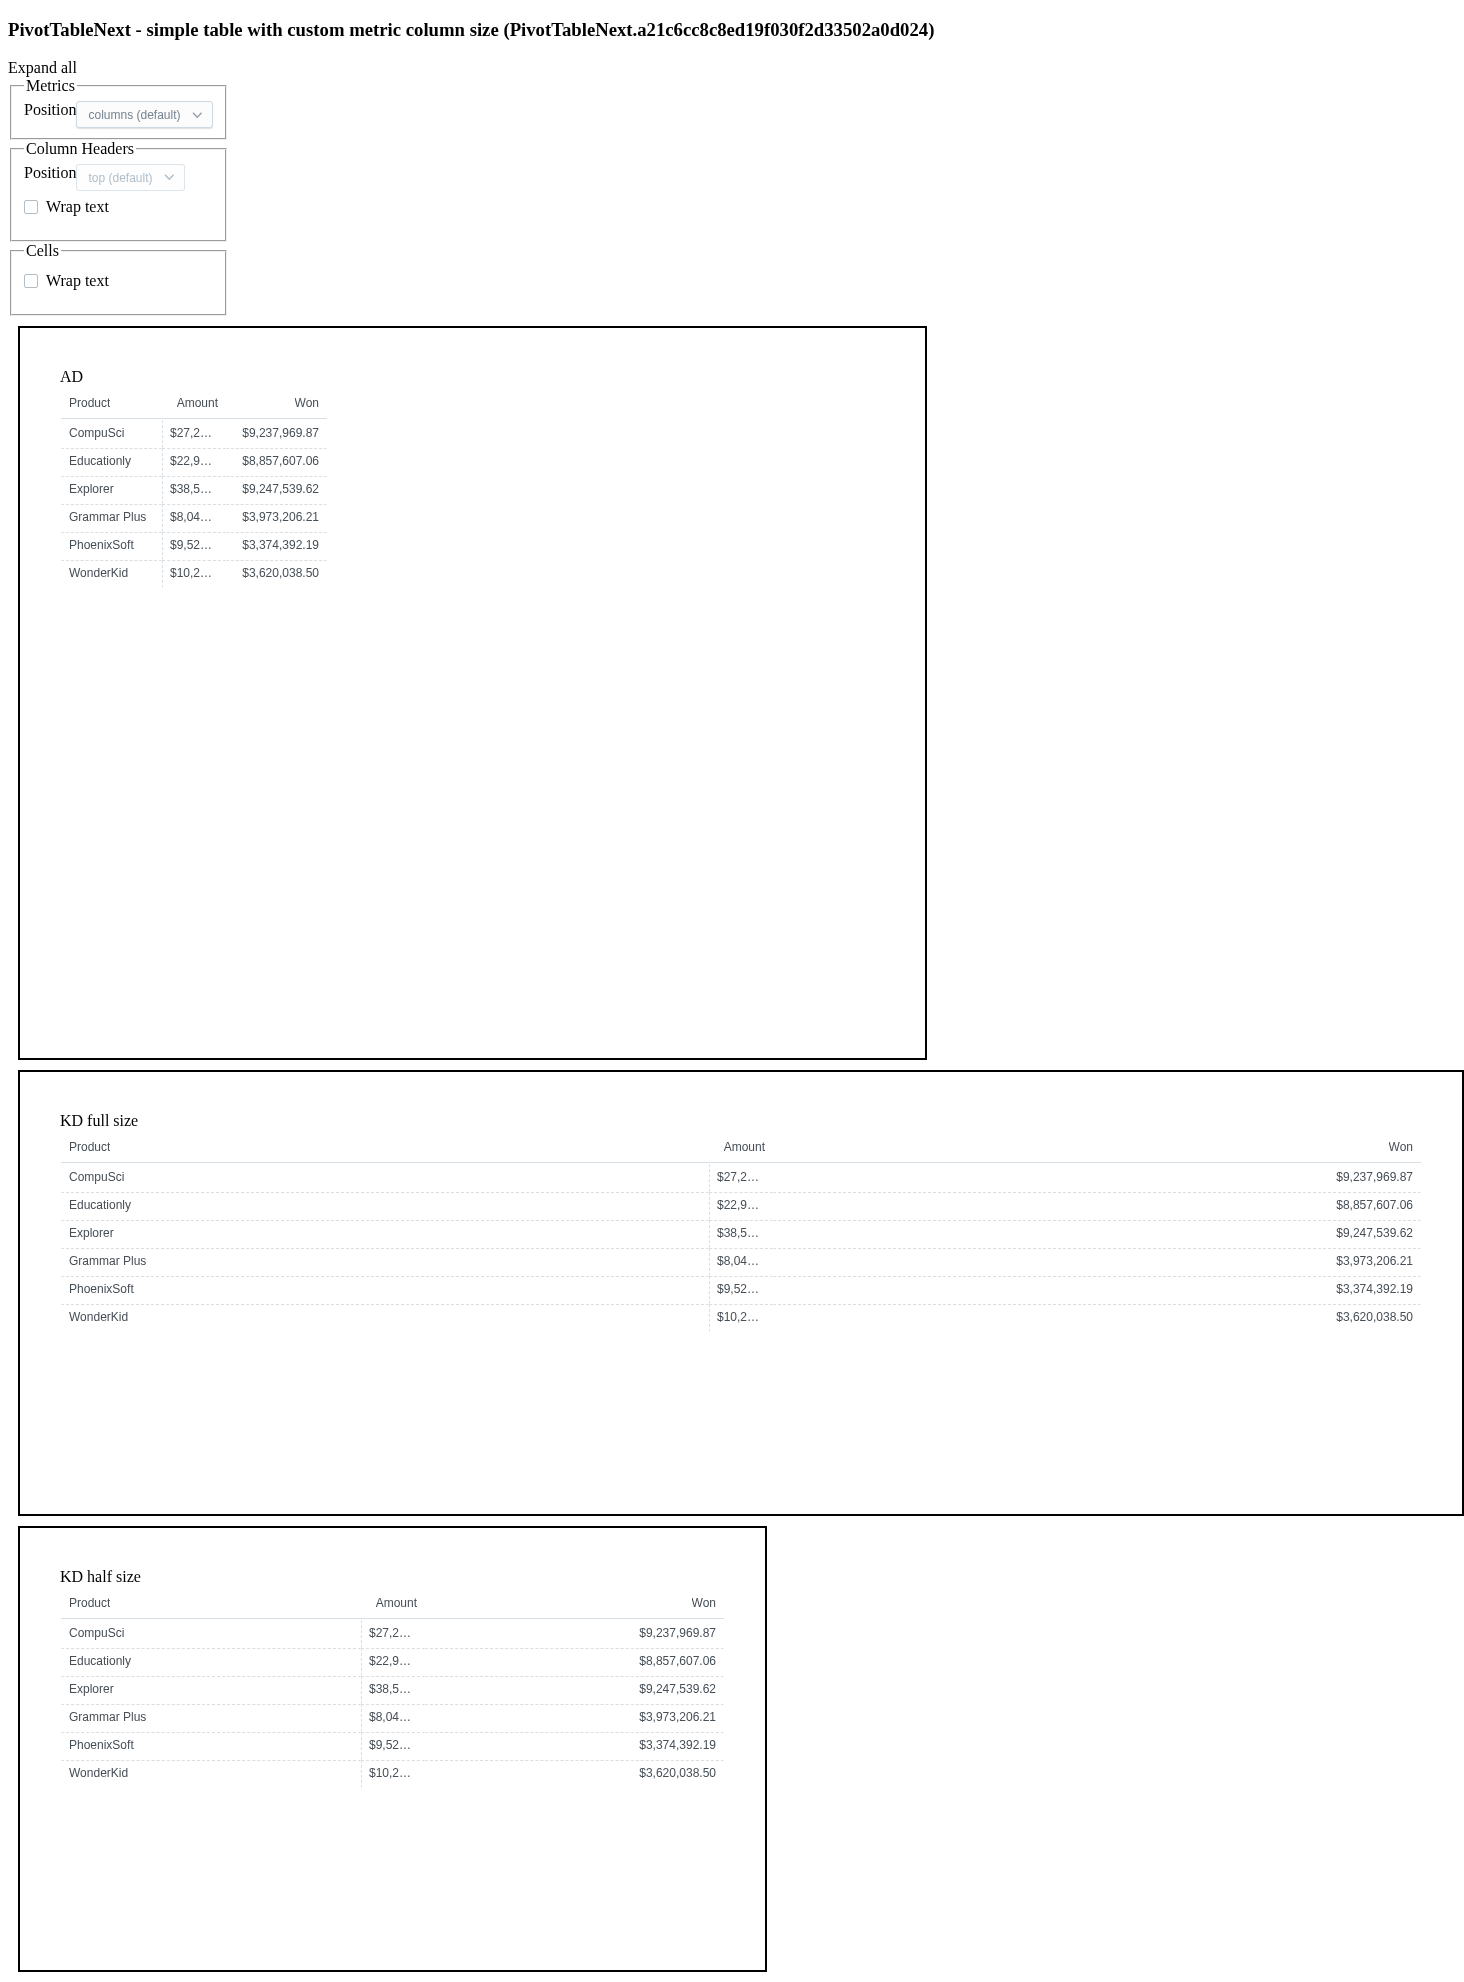 PivotTableNext - simple table with custom metric column size (PivotTableNext.a21c6cc8c8ed19f030f2d33502a0d024)
Expand all
Metrics
Position columns (default)
Column Headers
Position top (default)
Wrap text
Cells
Wrap text
AD
Product Amount Won
CompuSci $27,2… $9,237,969.87
Educationly $22,9… $8,857,607.06
Explorer $38,5… $9,247,539.62
Grammar Plus $8,04… $3,973,206.21
PhoenixSoft $9,52… $3,374,392.19
WonderKid $10,2… $3,620,038.50
KD full size
Product Amount Won
CompuSci $27,2… $9,237,969.87
Educationly $22,9… $8,857,607.06
Explorer $38,5… $9,247,539.62
Grammar Plus $8,04… $3,973,206.21
PhoenixSoft $9,52… $3,374,392.19
WonderKid $10,2… $3,620,038.50
KD half size
Product Amount Won
CompuSci $27,2… $9,237,969.87
Educationly $22,9… $8,857,607.06
Explorer $38,5… $9,247,539.62
Grammar Plus $8,04… $3,973,206.21
PhoenixSoft $9,52… $3,374,392.19
WonderKid $10,2… $3,620,038.50